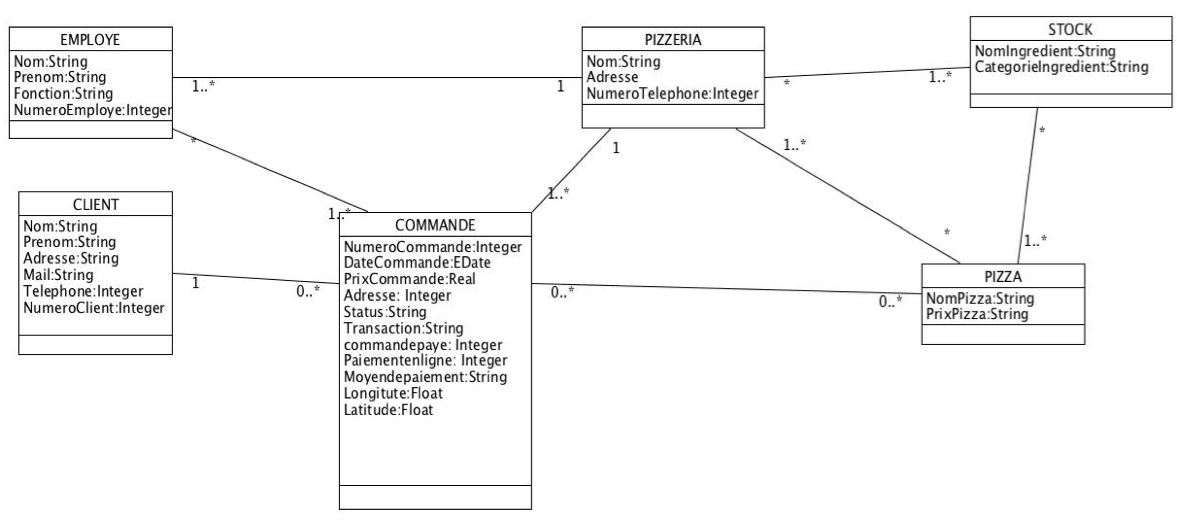 EMPLOYE
Nom:String
Prenom:String
Fonction:String
NumeroEmploye:Integer
1..*
1
*
PIZZERIA
Nom:String
Adresse
NumeroTelephone:Integer
*
1..*
1
1..*
1..*
*
STOCK
NomIngredient:String
CategorieIngredient:String
*
1..*
CLIENT
Nom:String
Prenom:String
Adresse:String
Mail:String
Telephone:Integer
NumeroClient:Integer
1
0..*
1..*
COMMANDE
NumeroCommande:Integer
DateCommande:EDate
PrixCommande:Real
Adresse: Integer
Status:String
Transaction:String
commandepaye: Integer
Paiementenligne: Integer
Moyendepaiement:String
Longitute:Float
Latitude:Float
0..*
0..*
PIZZA
NomPizza:String
PrixPizza:String